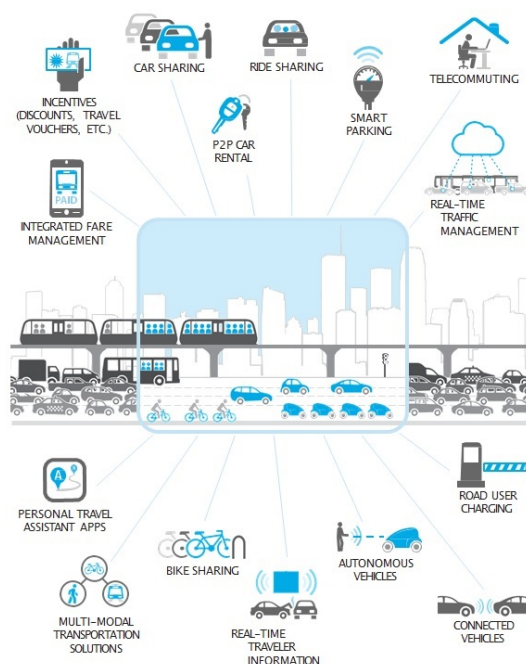 CAR SHARING
RIDE SHARING
TELECOMMUTING
INCENTIVES
(DISCOUNTS, TRAVEL
VOUCHERS, ETC.)
P2P CAR
RENTAL
SMART
PARKING
PAID
INTEGRATED FARE
MANAGEMENT
REAL-TIME
TRAFFIC
MANAGEMENT
A
PERSONAL TRAVEL
ASSISTANT APPS
BIKE SHARING
AUTONOMOUS
VEHICLES
ROAD USER
CHARGING
MULTI-MODAL
TRANSPORTATION
SOLUTIONS
REAL-TIME
TRAVELER
INFORMATION
CONNECTED
VEHICLES